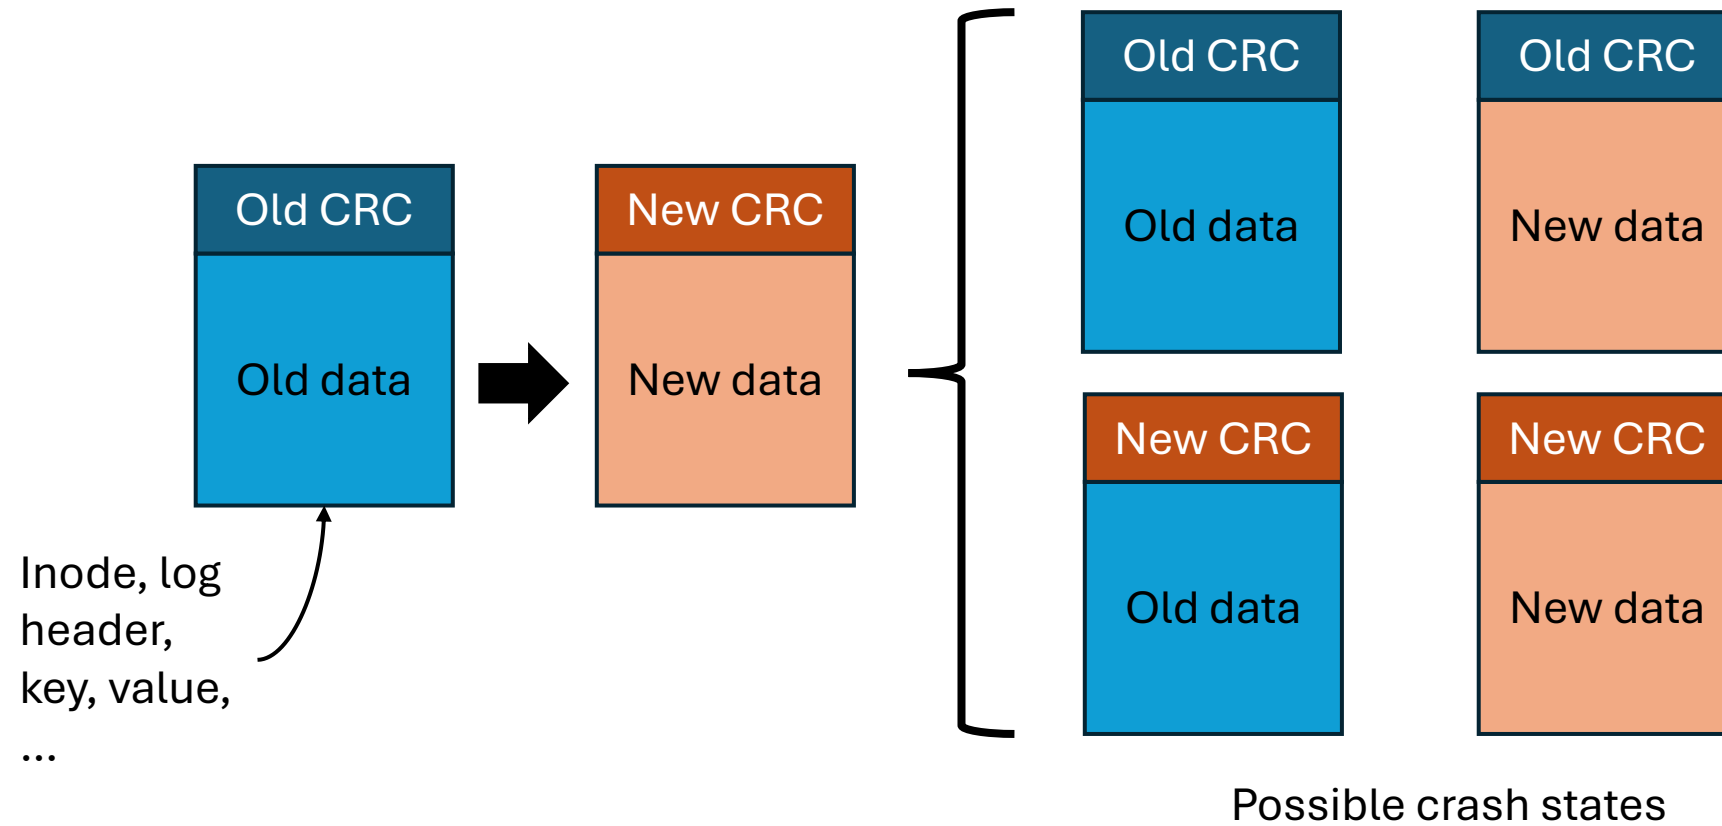 Old CRC
Old data
New CRC
New data
Inode, log
header,
key, value,
...
Old CRC
Old data
Old CRC
New data
New CRC
Old data
New CRC
New data
Possible crash states